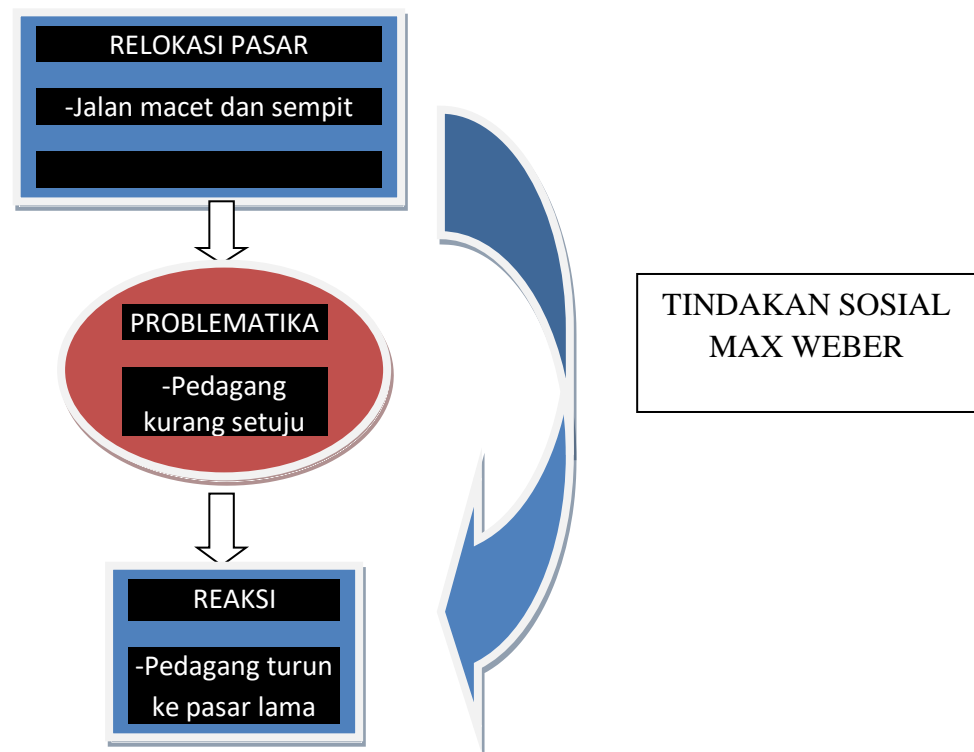 RELOKASI PASAR
-Jalan macet dan sempit
PROBLEMATIKA
-Pedagang
kurang setuju
REAKSI
-Pedagang turun
ke pasar lama
TINDAKAN SOSIAL
MAX WEBER